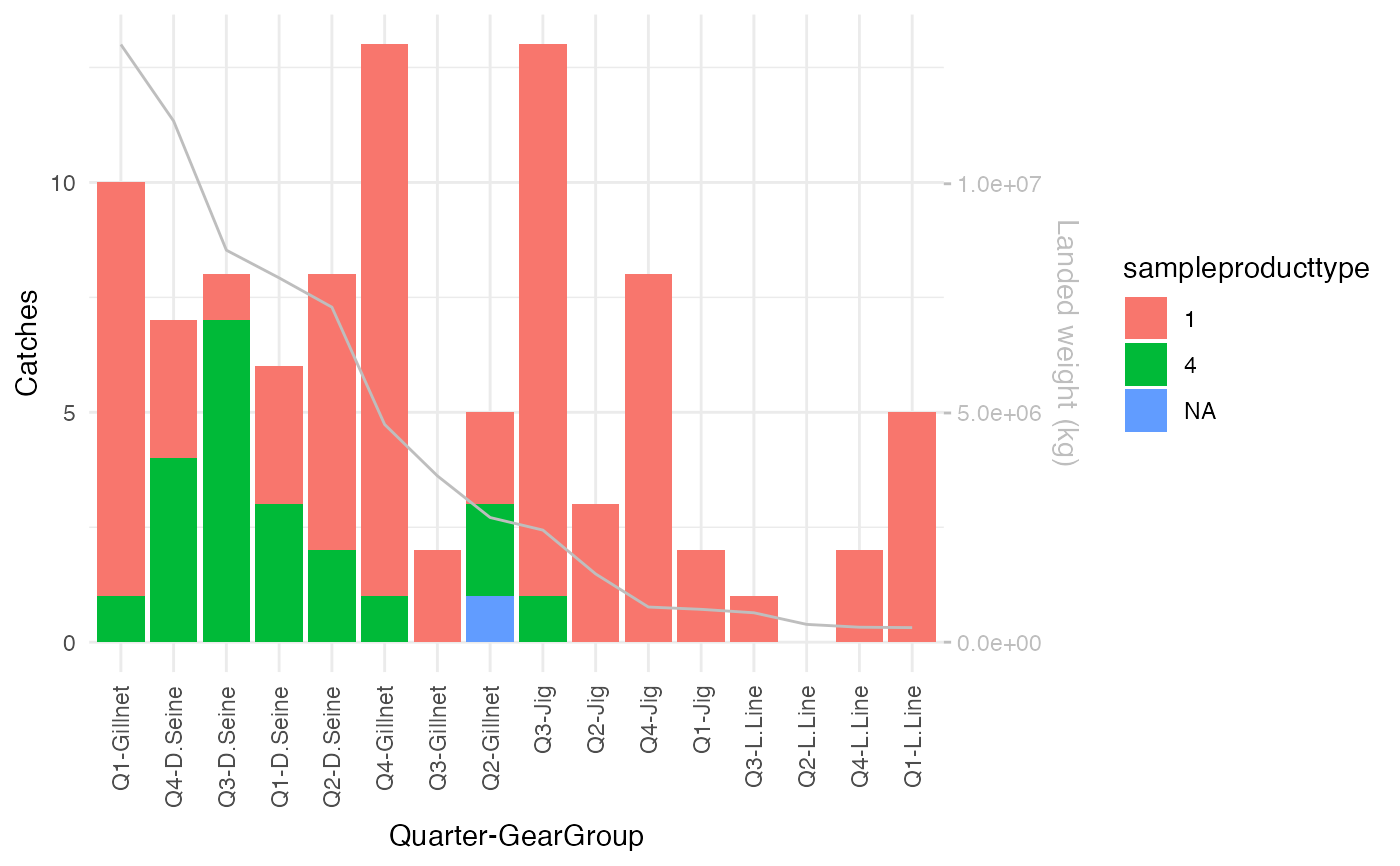 Catches
10
5
0
1.0e+07
5.0e+06
0.0e+00
Landed weight (kg)
Q1-Gillnet
Q4-D.Seine
Q3-D.Seine
Q1-D.Seine
Q2-D.Seine
Q4-Gillnet
Q3-Gillnet
Q2-Gillnet
Q3-Jig
Q2-Jig
Q4-Jig
Q1-Jig
Q3-L.Line
Q2-L.Line
Q4-L.Line
Q1-L.Line
Quarter-GearGroup
sampleproducttype
1
4
NA